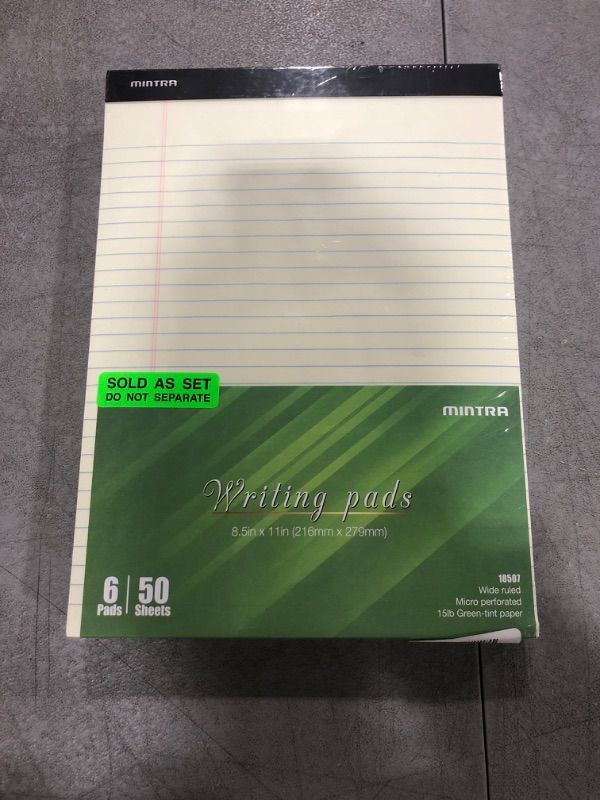 MINTRA
SOLD AS SET
DO NOT SEPARATE
MINTRA
Writing pads
8.5in x 11in (216mm x 279mm)
6 Pads | 50 Sheets
18507
Wide ruled
Micro perforated
15lb Green-tint paper